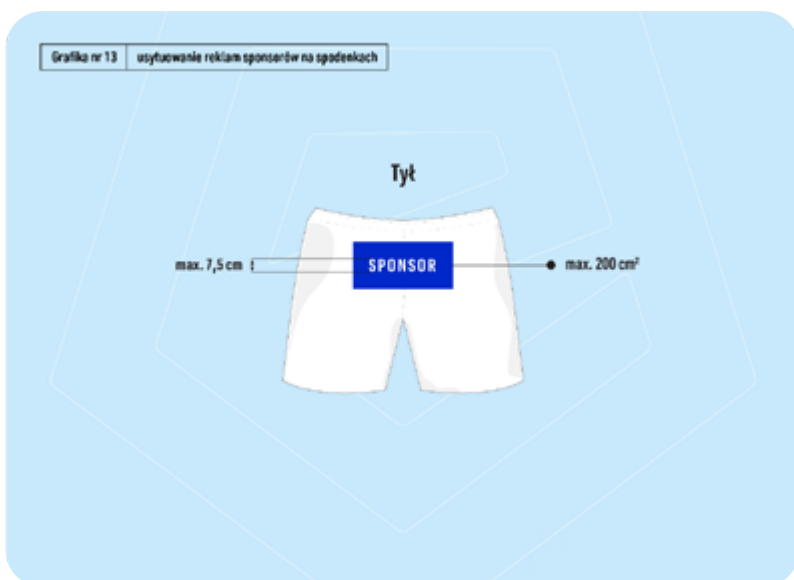 Grafika nr 13 usytuowanie reklam sponsorów na spodenkach
Tył
max. 7,5 cm SPONSOR max. 200 cm²